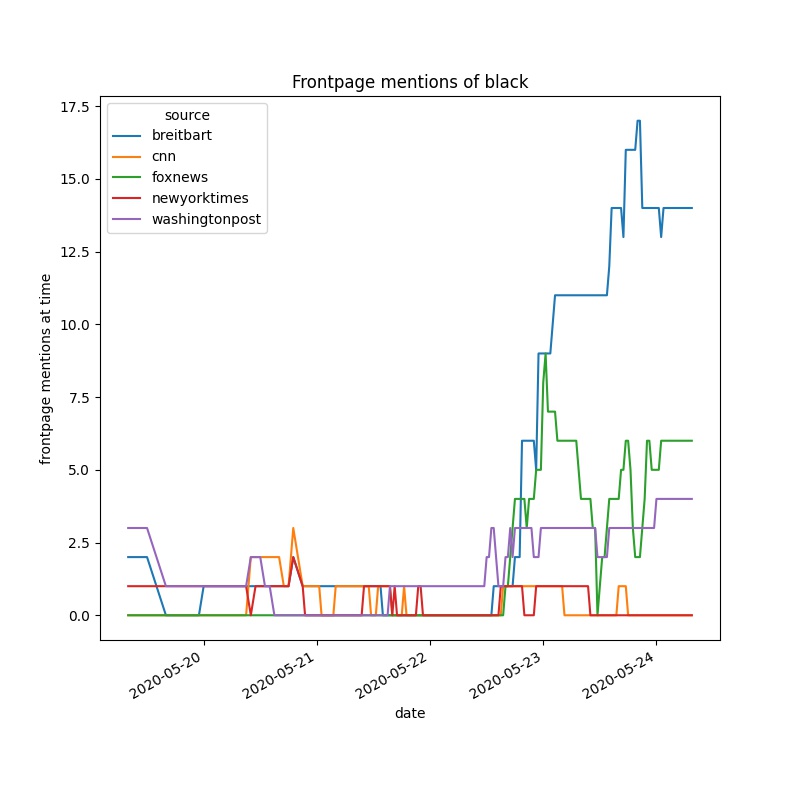 Frontpage mentions of black
source
breitbart
cnn
foxnews
newyorktimes
washingtonpost
frontpage mentions at time
17.5
15.0
12.5
10.0
7.5
5.0
2.5
0.0
2020-05-20
2020-05-21
2020-05-22
2020-05-23
2020-05-24
date